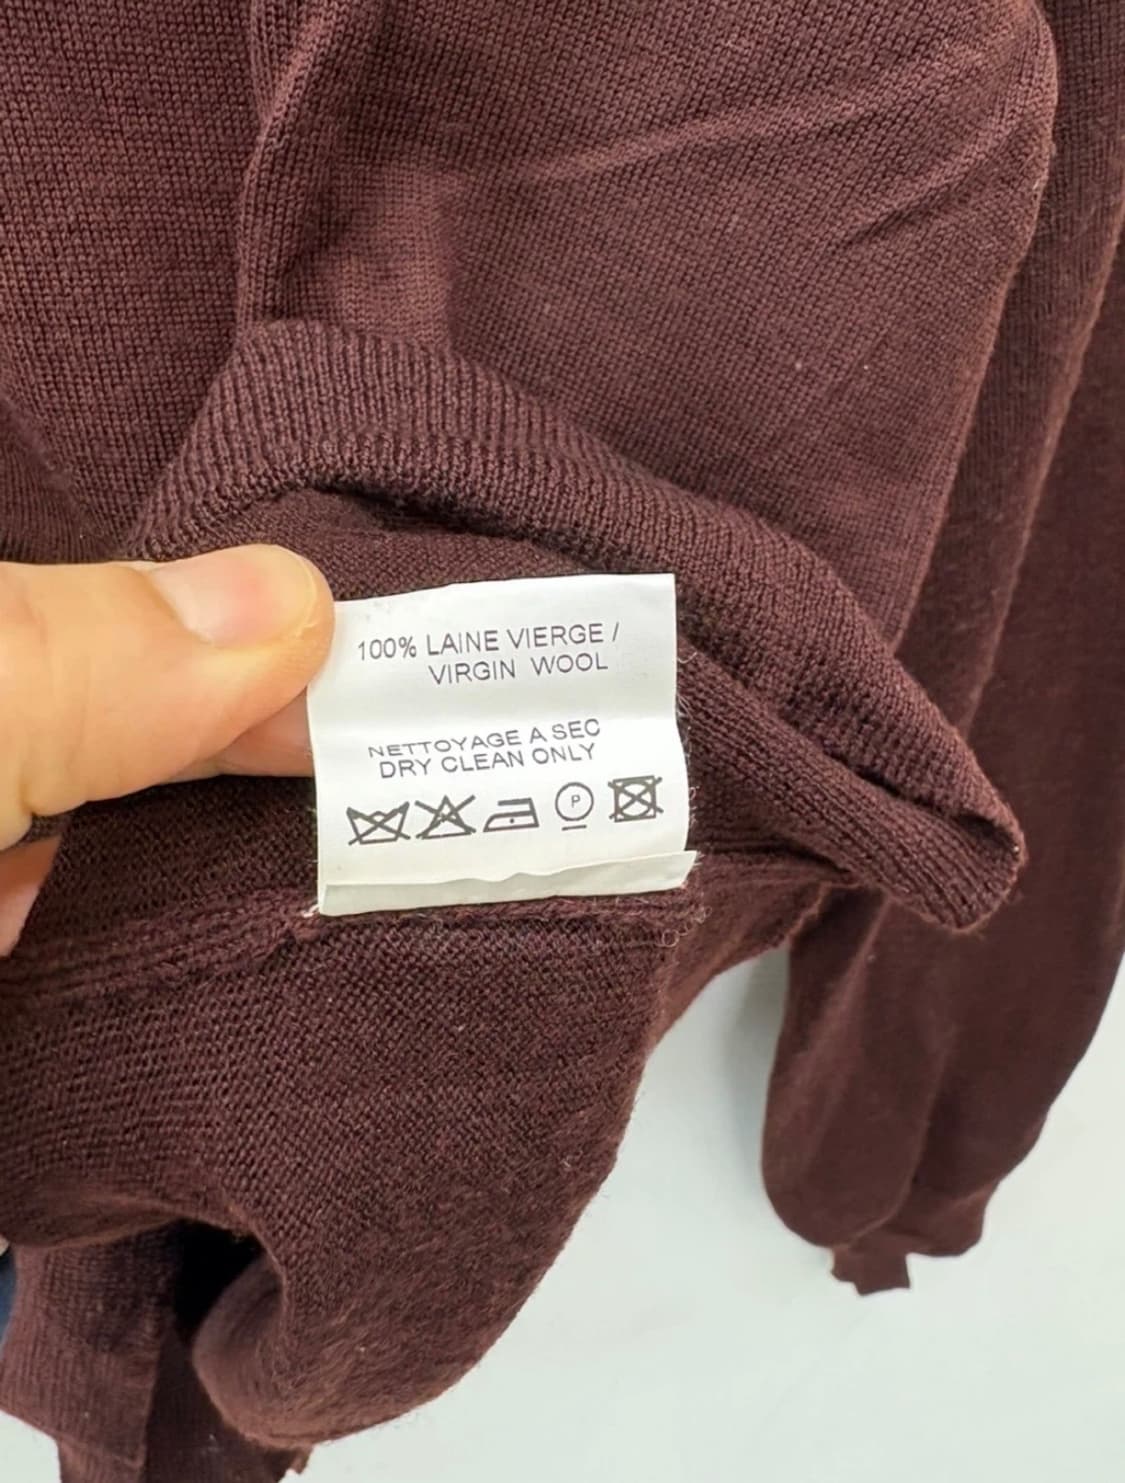 100% LAINE VIERGE /
VIRGIN WOOL
NETTOYAGE A SEC
DRY CLEAN ONLY
P